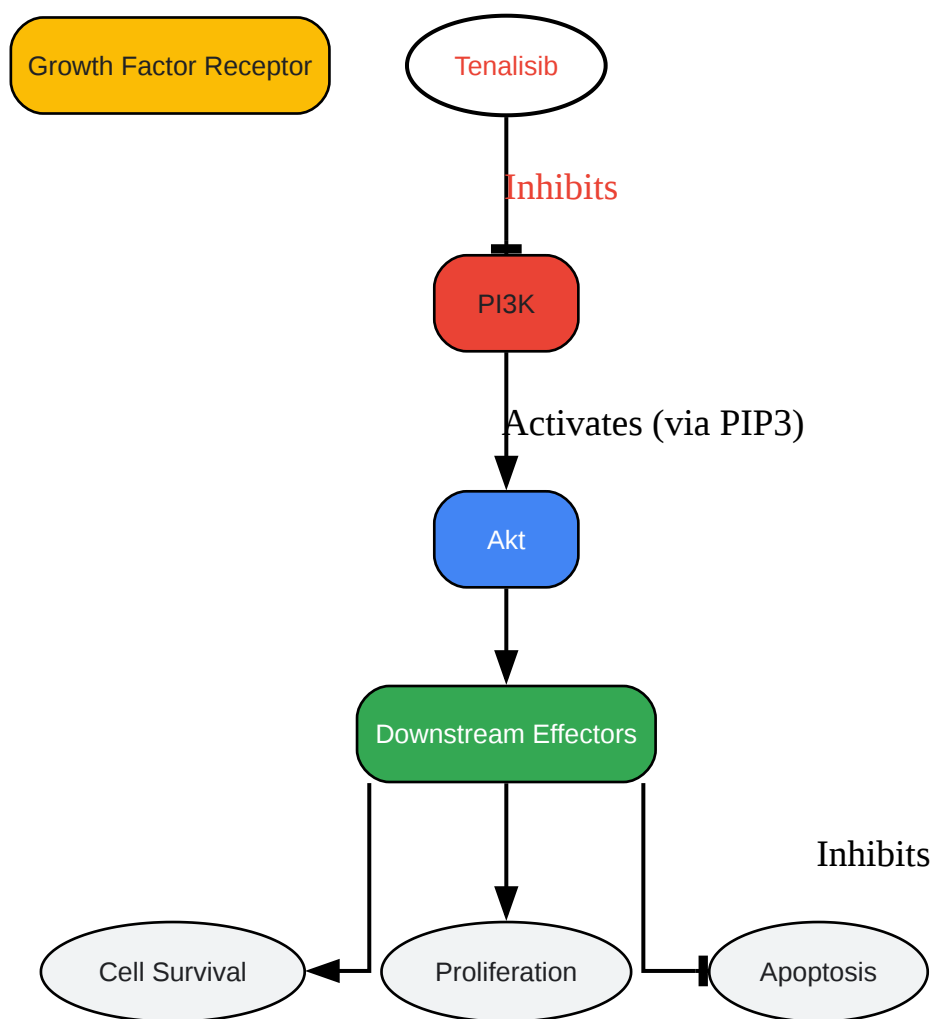 Growth Factor Receptor
Tenalisib
Inhibits
PI3K
Activates (via PIP3)
Akt
Downstream Effectors
Inhibits
Cell Survival
Proliferation
Apoptosis